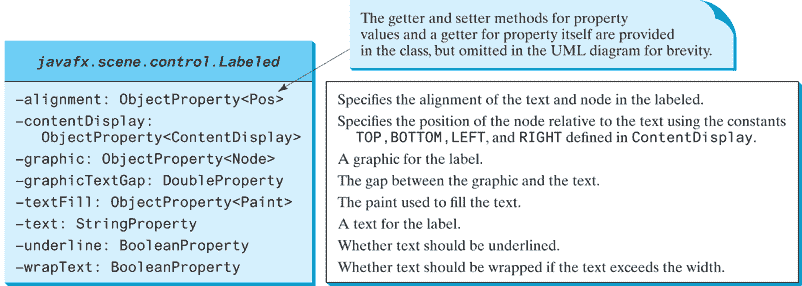 The getter and setter methods for property
values and a getter for property itself are provided
in the class, but omitted in the UML diagram for brevity.
javafx.scene.control.Labeled
–alignment: ObjectProperty<Pos>
Specifies the alignment of the text and node in the labeled.
–contentDisplay:
ObjectProperty<ContentDisplay>
Specifies the position of the node relative to the text using the constants
TOP,BOTTOM,LEFT, and RIGHT defined in ContentDisplay.
–graphic: ObjectProperty<Node>
A graphic for the label.
–graphicTextGap: DoubleProperty
The gap between the graphic and the text.
–textFill: ObjectProperty<Paint>
The paint used to fill the text.
–text: StringProperty
A text for the label.
–underline: BooleanProperty
Whether text should be underlined.
–wrapText: BooleanProperty
Whether text should be wrapped if the text exceeds the width.